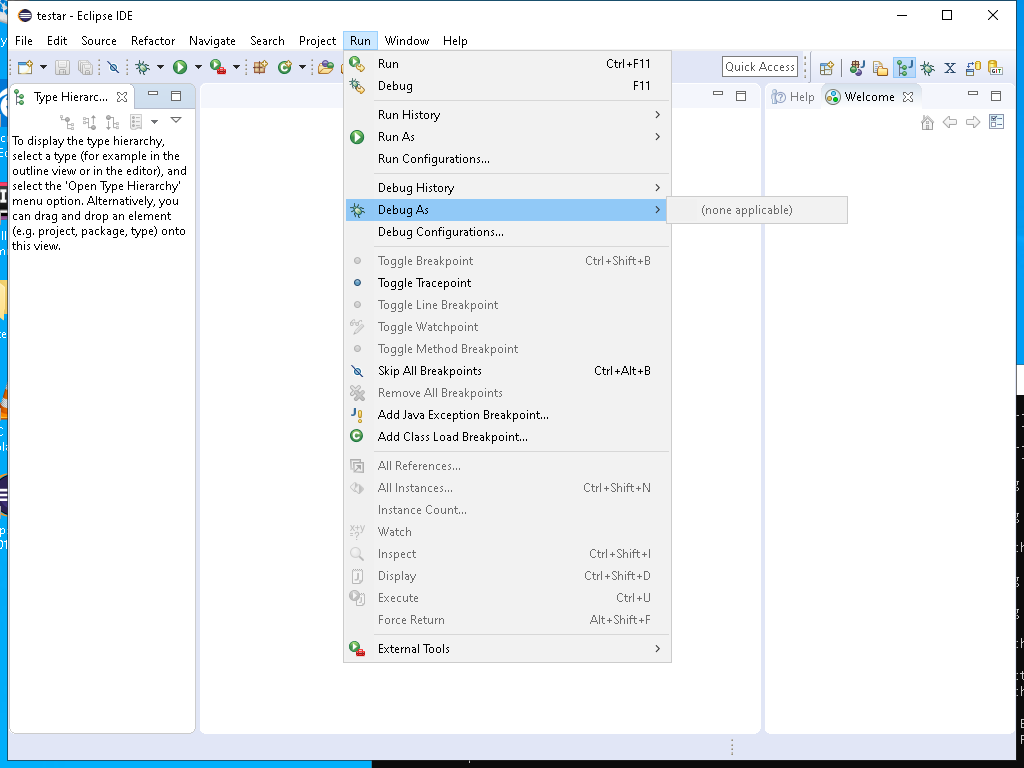 testar - Eclipse IDE
File Edit Source Refactor Navigate Search Project Run Window Help
Quick Access
Type Hierarc...
To display the type hierarchy,
select a type (for example in the
outline view or in the editor), and
select the 'Open Type Hierarchy'
menu option. Alternatively, you
can drag and drop an element
(e.g. project, package, type) onto
this view.
Run Ctrl+F11
Debug F11
Run History
Run As
Run Configurations...
Debug History
Debug As
(none applicable)
Debug Configurations...
Toggle Breakpoint Ctrl+Shift+B
Toggle Tracepoint
Toggle Line Breakpoint
Toggle Watchpoint
Toggle Method Breakpoint
Skip All Breakpoints Ctrl+Alt+B
Remove All Breakpoints
Add Java Exception Breakpoint...
Add Class Load Breakpoint...
All References...
All Instances... Ctrl+Shift+N
Instance Count...
Watch
Inspect Ctrl+Shift+I
Display Ctrl+Shift+D
Execute Ctrl+U
Force Return Alt+Shift+F
External Tools
Help
Welcome